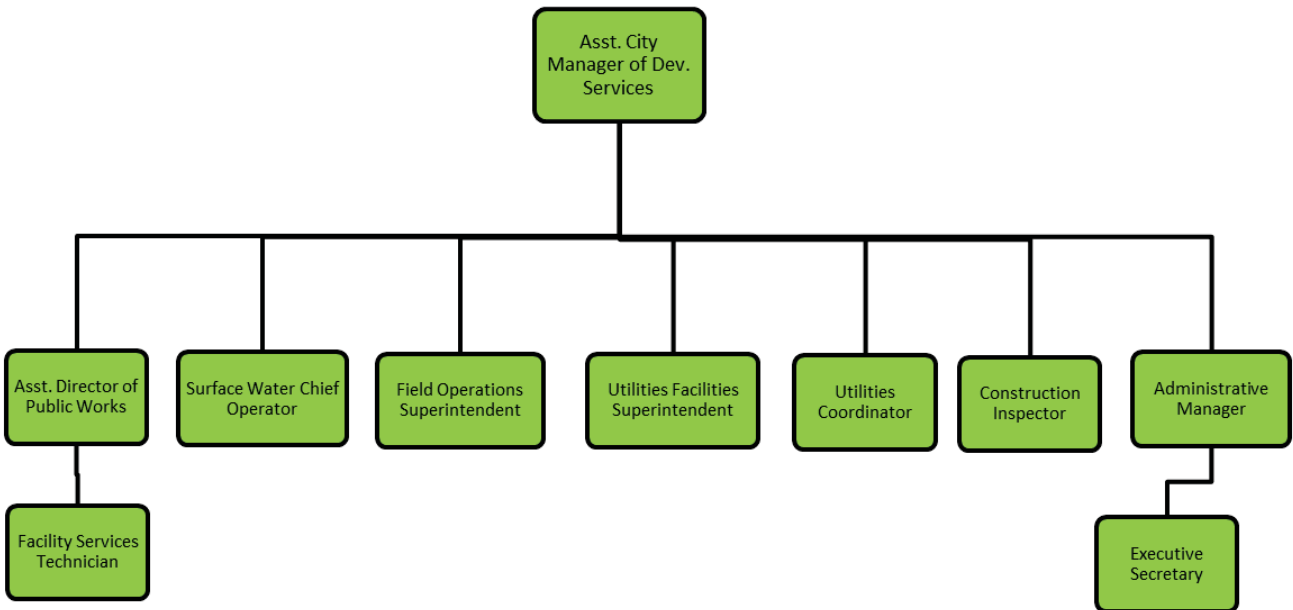 Asst. City
Manager of Dev.
Services
Asst. Director of
Public Works
Surface Water Chief
Operator
Field Operations
Superintendent
Utilities Facilities
Superintendent
Utilities
Coordinator
Construction
Inspector
Administrative
Manager
Facility Services
Technician
Executive
Secretary